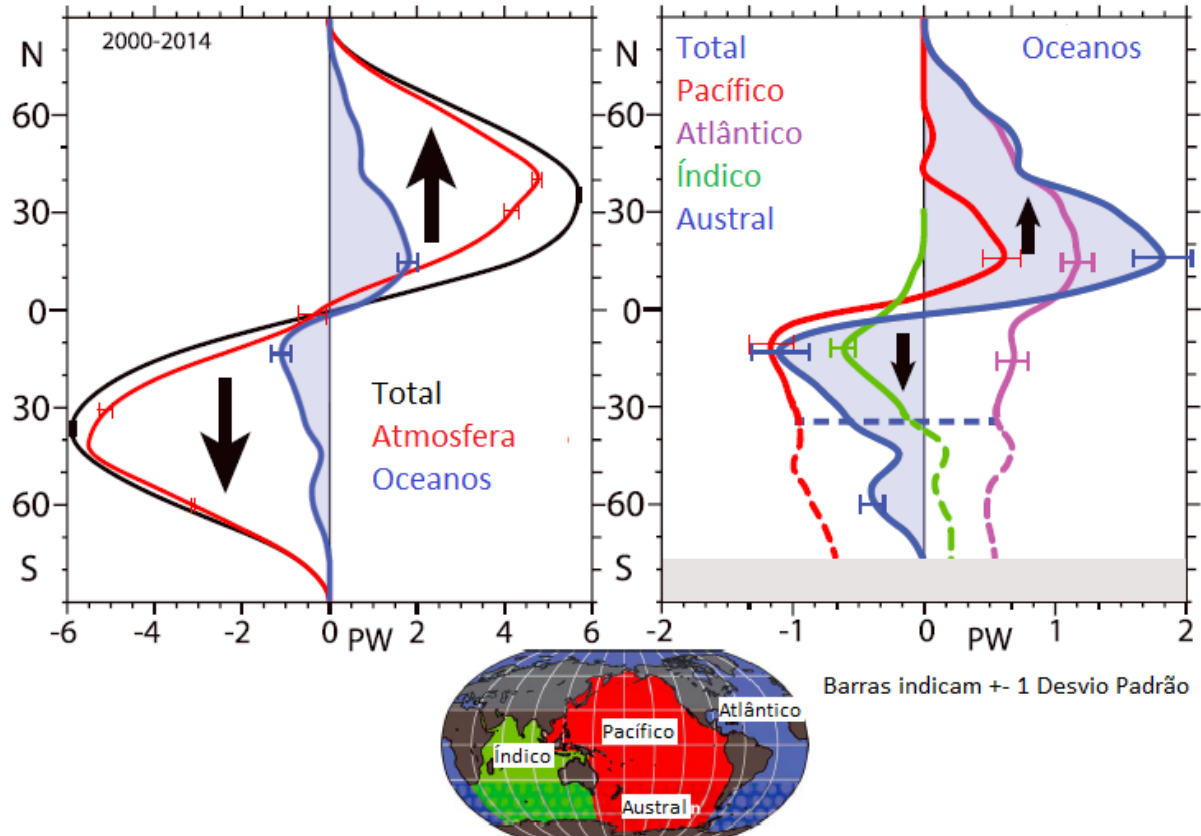 2000-2014
N
60
30
0
30
60
S
Total
Atmosfera
Oceanos
-6
-4
-2
0
2
4
6
PW
Total
Pacífico
Atlântico
Índico
Austral
Oceanos
N
60
30
0
30
60
S
-2
-1
0
1
2
PW
Barras indicam +- 1 Desvio Padrão
Atlântico
Pacífico
Índico
Austral